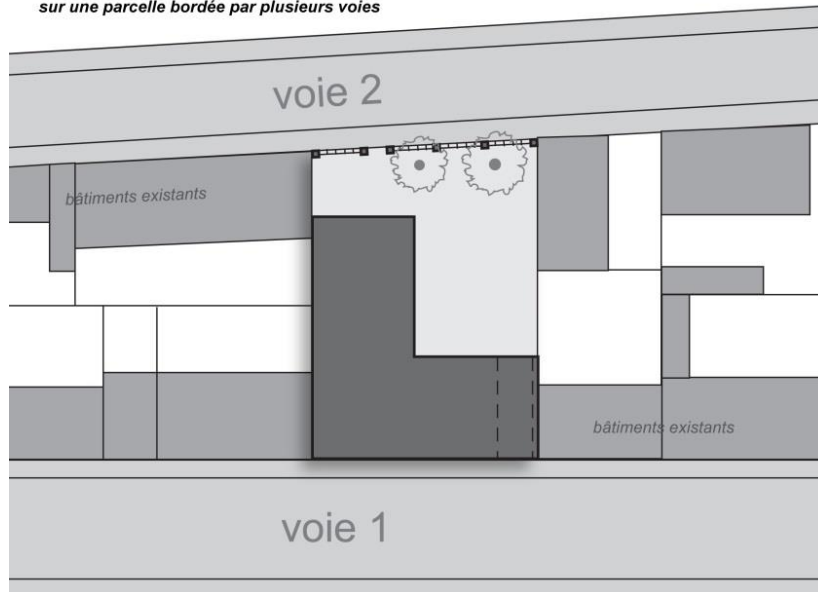 sur une parcelle bordée par plusieurs voies
voie 2
bâtiments existants
bâtiments existants
voie 1